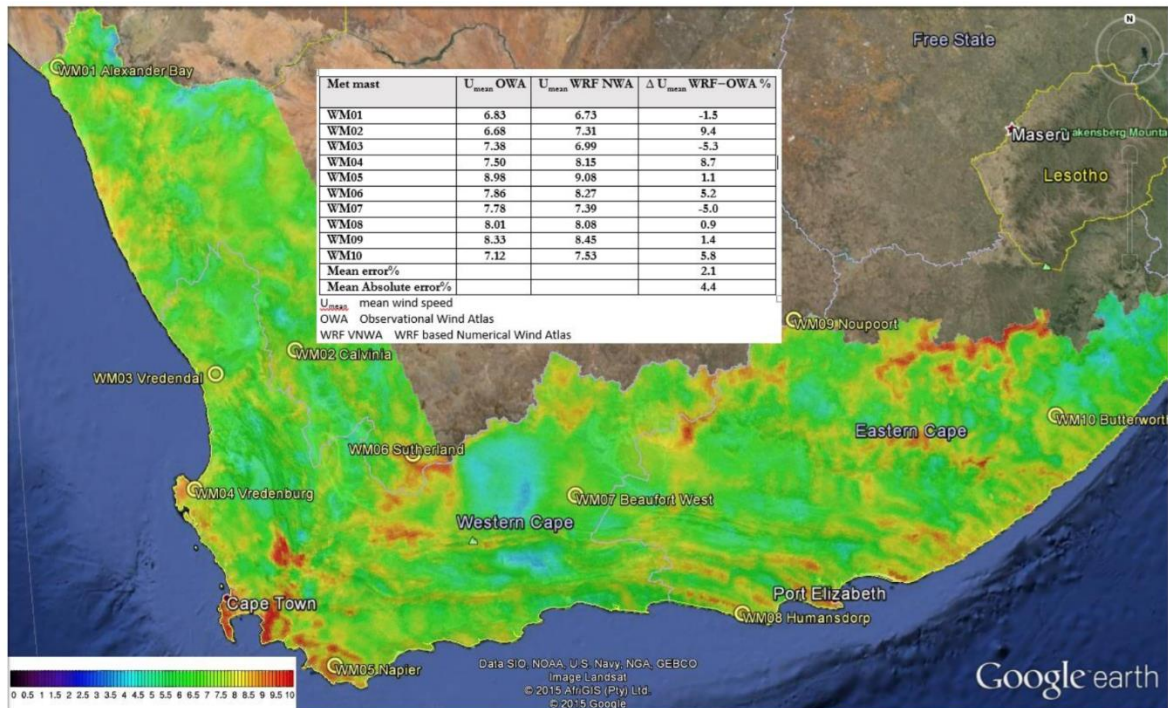 N
Free State
WM01 Alexander Bay
Met mast U_mean OWA U_mean WRF NWA Δ U_mean WRF−OWA %
WM01 6.83 6.73 -1.5
WM02 6.68 7.31 9.4
WM03 7.38 6.99 -5.3
WM04 7.50 8.15 8.7
WM05 8.98 9.08 1.1
WM06 7.86 8.27 5.2
WM07 7.78 7.39 -5.0
WM08 8.01 8.08 0.9
WM09 8.33 8.45 1.4
WM10 7.12 7.53 5.8
Mean error% 2.1
Mean Absolute error% 4.4
U_mean mean wind speed
OWA Observational Wind Atlas
WRF VNWA WRF based Numerical Wind Atlas
Maseru
akensberg Mounta
Lesotho
WM09 Noupoort
WM02 Calvinia
WM03 Vredendal
WM10 Butterworth
Eastern Cape
WM06 Sutherland
WM04 Vredenburg
WM07 Beaufort West
Western Cape
Port Elizabeth
Cape Town
WM08 Humansdorp
WM05 Napier
Data SIO, NOAA, U.S. Navy, NGA, GEBCO
Image Landsat
© 2015 AfriGIS (Pty) Ltd.
© 2015 Google
Google earth
0 0.5 1 1.5 2 2.5 3 3.5 4 4.5 5 5.5 6 6.5 7 7.5 8 8.5 9 9.50 10